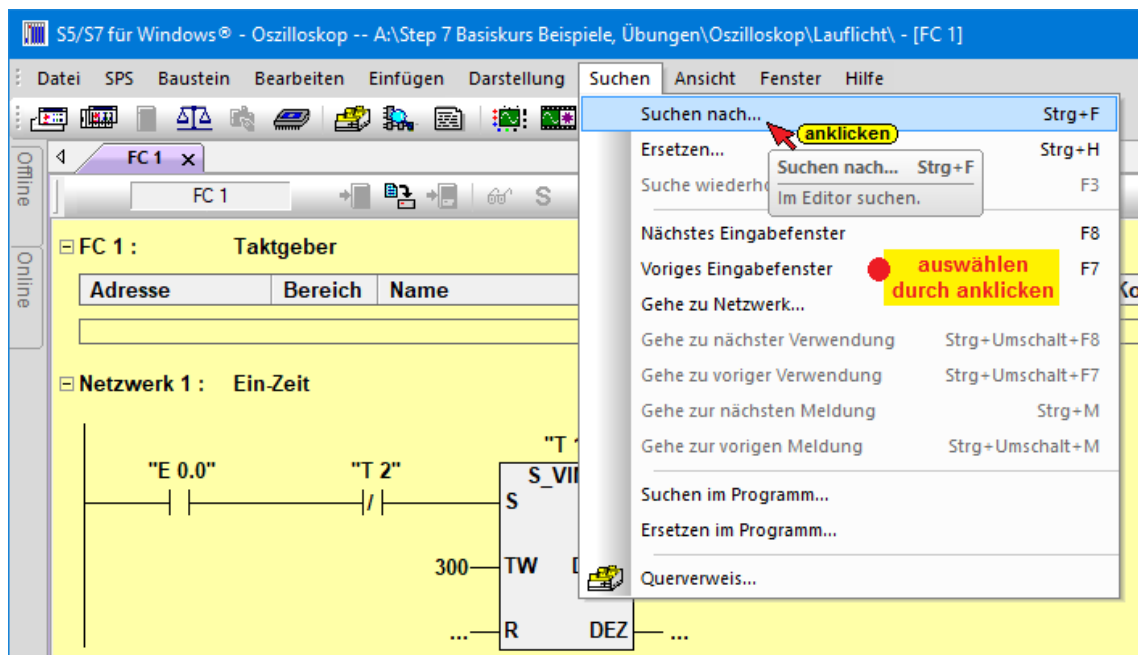 S5/S7 für Windows® - Oszilloskop -- A:\Step 7 Basiskurs Beispiele, Übungen\Oszilloskop\Lauflicht\ - [FC 1]
Datei SPS Baustein Bearbeiten Einfügen Darstellung Suchen Ansicht Fenster Hilfe
Suchen nach... Strg+F
anklicken
Ersetzen... Strg+H
Suchen nach... Strg+F
Im Editor suchen.
Suche wiederho F3
Nächstes Eingabefenster F8
Voriges Eingabefenster F7
auswählen
durch anklicken
Gehe zu Netzwerk...
Gehe zu nächster Verwendung Strg+Umschalt+F8
Gehe zu voriger Verwendung Strg+Umschalt+F7
Gehe zur nächsten Meldung Strg+M
Gehe zur vorigen Meldung Strg+Umschalt+M
Suchen im Programm...
Ersetzen im Programm...
Querverweis...
Offline
Online
FC 1 x
FC 1
S
FC 1 : Taktgeber
Adresse Bereich Name Ko
Netzwerk 1 : Ein-Zeit
"T 1
"E 0.0" "T 2" S_VI
S
300 TW D
... R DEZ ...